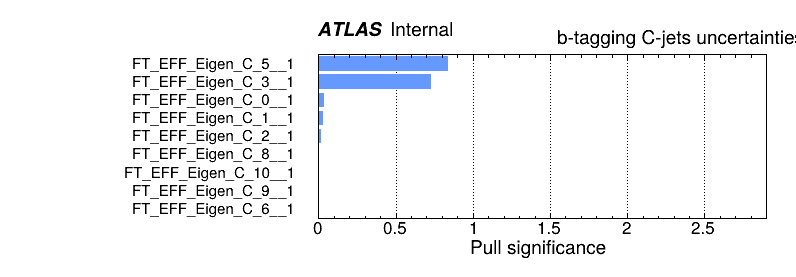 ATLAS Internal
b-tagging C-jets uncertainties
FT_EFF_Eigen_C_5__1
FT_EFF_Eigen_C_3__1
FT_EFF_Eigen_C_0__1
FT_EFF_Eigen_C_1__1
FT_EFF_Eigen_C_2__1
FT_EFF_Eigen_C_8__1
FT_EFF_Eigen_C_10__1
FT_EFF_Eigen_C_9__1
FT_EFF_Eigen_C_6__1
0 0.5 1 1.5 2 2.5
Pull significance